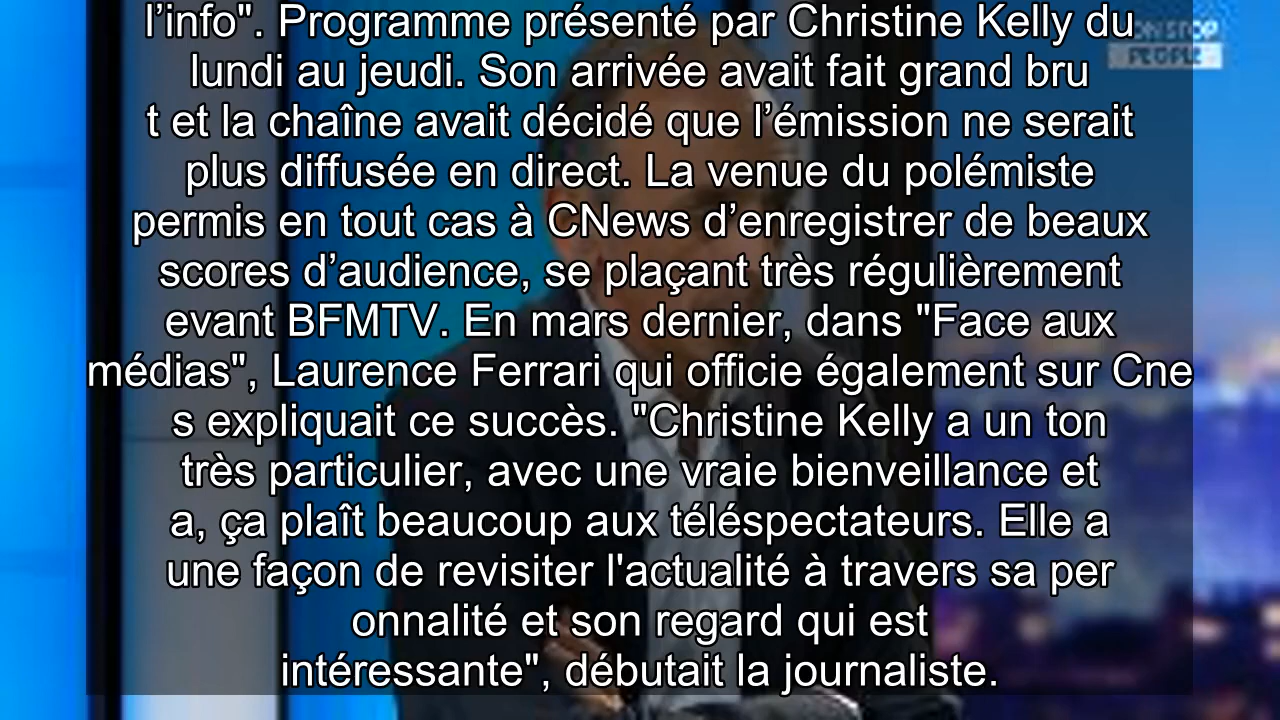 l’info". Programme présenté par Christine Kelly du
lundi au jeudi. Son arrivée avait fait grand bru
t et la chaîne avait décidé que l’émission ne serait
plus diffusée en direct. La venue du polémiste
permis en tout cas à CNews d’enregistrer de beaux
scores d’audience, se plaçant très régulièrement
evant BFMTV. En mars dernier, dans "Face aux
médias", Laurence Ferrari qui officie également sur Cne
s expliquait ce succès. "Christine Kelly a un ton
très particulier, avec une vraie bienveillance et
a, ça plaît beaucoup aux téléspectateurs. Elle a
une façon de revisiter l'actualité à travers sa per
onnalité et son regard qui est
intéressante", débutait la journaliste.
NONSTOP
PEOPLE